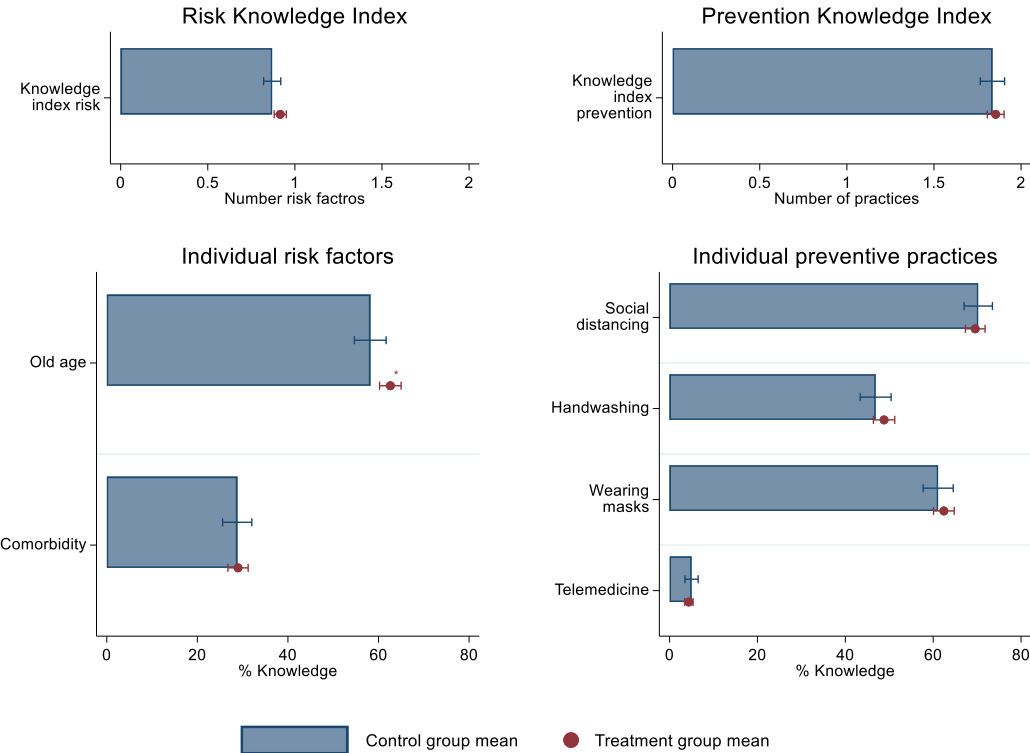 Risk Knowledge Index
Knowledge
index risk
0 0.5 1 1.5 2
Number risk factros
Prevention Knowledge Index
Knowledge
index
prevention
0 0.5 1 1.5 2
Number of practices
Individual risk factors
Old age
*
Comorbidity
0 20 40 60 80
% Knowledge
Individual preventive practices
Social
distancing
Handwashing
Wearing
masks
Telemedicine
0 20 40 60 80
% Knowledge
Control group mean
Treatment group mean